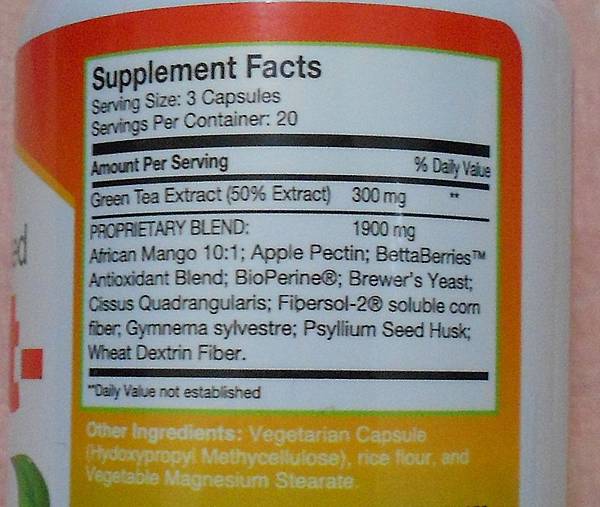 Supplement Facts
Serving Size: 3 Capsules
Servings Per Container: 20
Amount Per Serving % Daily Value
Green Tea Extract (50% Extract) 300 mg **
PROPRIETARY BLEND: 1900 mg
African Mango 10:1; Apple Pectin; BettaBerries™
Antioxidant Blend; BioPerine®; Brewer's Yeast;
Cissus Quadrangularis; Fibersol-2® soluble corn
fiber; Gymnema sylvestre; Psyllium Seed Husk;
Wheat Dextrin Fiber.
**Daily Value not established
Other Ingredients: Vegetarian Capsule
(Hydoxypropyl Methycellulose), rice flour, and
Vegetable Magnesium Stearate.